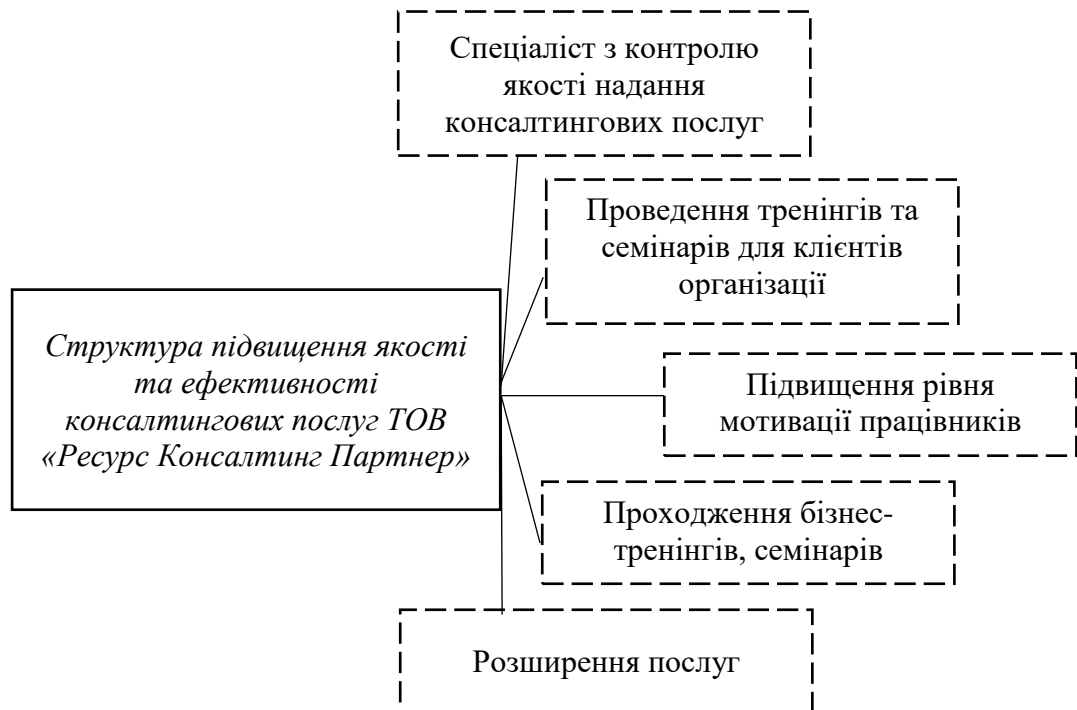 Спеціаліст з контролю
якості надання
консалтингових послуг
Проведення тренінгів та
семінарів для клієнтів
організації
Структура підвищення якості
та ефективності
консалтингових послуг ТОВ
«Ресурс Консалтинг Партнер»
Підвищення рівня
мотивації працівників
Проходження бізнес-
тренінгів, семінарів
Розширення послуг